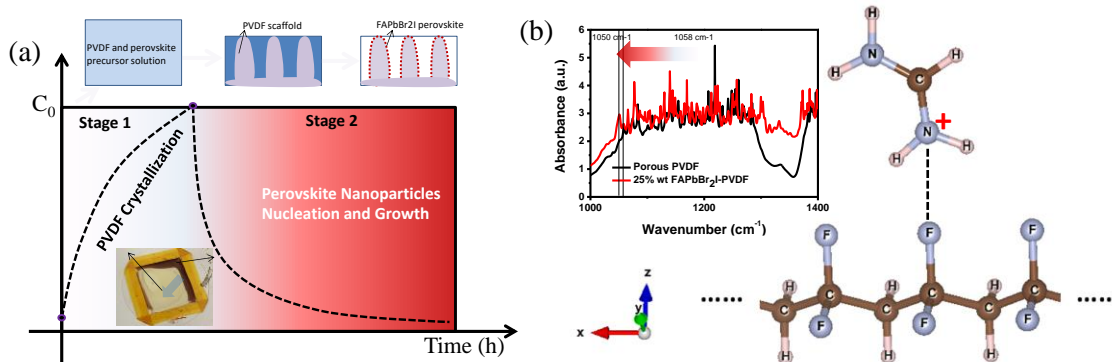 (a)
PVDF and perovskite
precursor solution
PVDF scaffold
FAPbBr2I perovskite
C0
Stage 1
Stage 2
PVDF Crystallization
Perovskite Nanoparticles
Nucleation and Growth
Time (h)
(b)
Absorbance (a.u.)
6
5
4
3
2
1
0
1050 cm-1
1058 cm-1
Porous PVDF
25% wt FAPbBr2I-PVDF
1000
1200
1400
Wavenumber (cm-1)
H
N
H
H
C
N
+
H
H
F
F
F
H
H
C
C
C
C
C
H
H
F
F
F
H
H
......
......
z
y
x